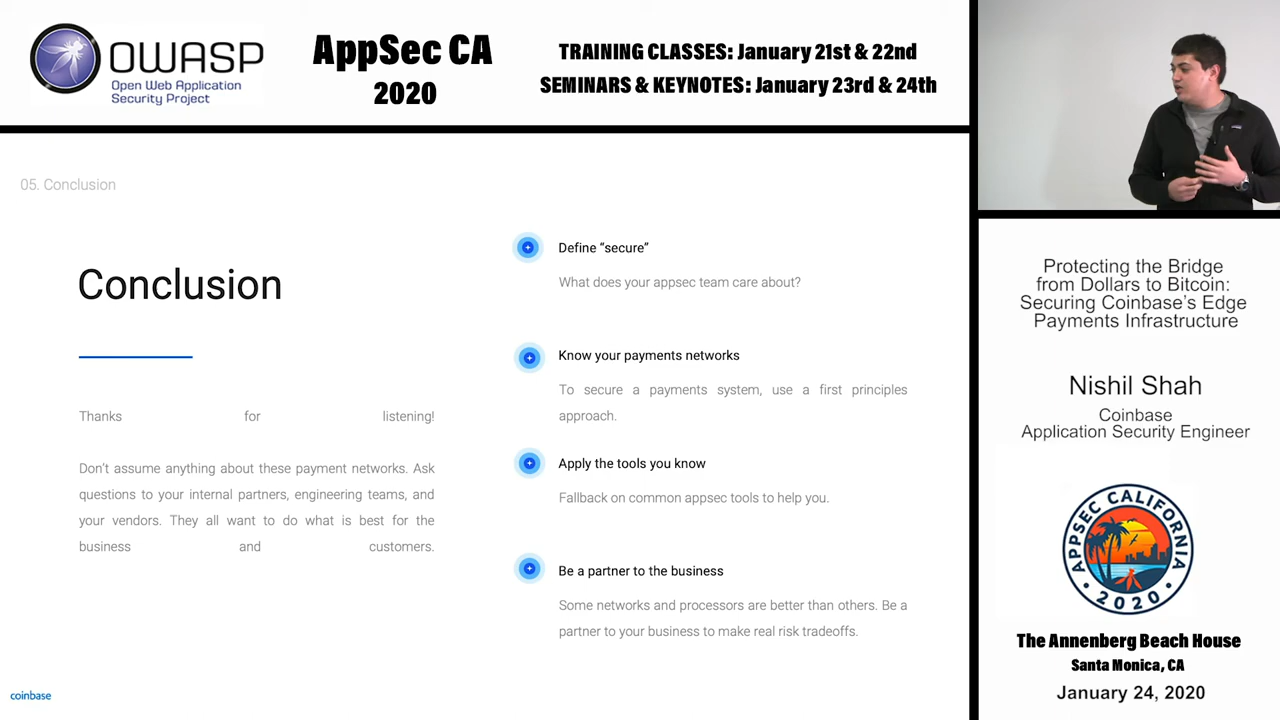 OWASP
Open Web Application
Security Project
AppSec CA
2020
TRAINING CLASSES: January 21st & 22nd
SEMINARS & KEYNOTES: January 23rd & 24th
05. Conclusion
Conclusion
Thanks for listening!
Don't assume anything about these payment networks. Ask
questions to your internal partners, engineering teams, and
your vendors. They all want to do what is best for the
business and customers.
Define “secure”
What does your appsec team care about?
Know your payments networks
To secure a payments system, use a first principles
approach.
Apply the tools you know
Fallback on common appsec tools to help you.
Be a partner to the business
Some networks and processors are better than others. Be a
partner to your business to make real risk tradeoffs.
coinbase
Protecting the Bridge
from Dollars to Bitcoin:
Securing Coinbase's Edge
Payments Infrastructure
Nishil Shah
Coinbase
Application Security Engineer
APPSEC CALIFORNIA
• 2020 •
The Annenberg Beach House
Santa Monica, CA
January 24, 2020